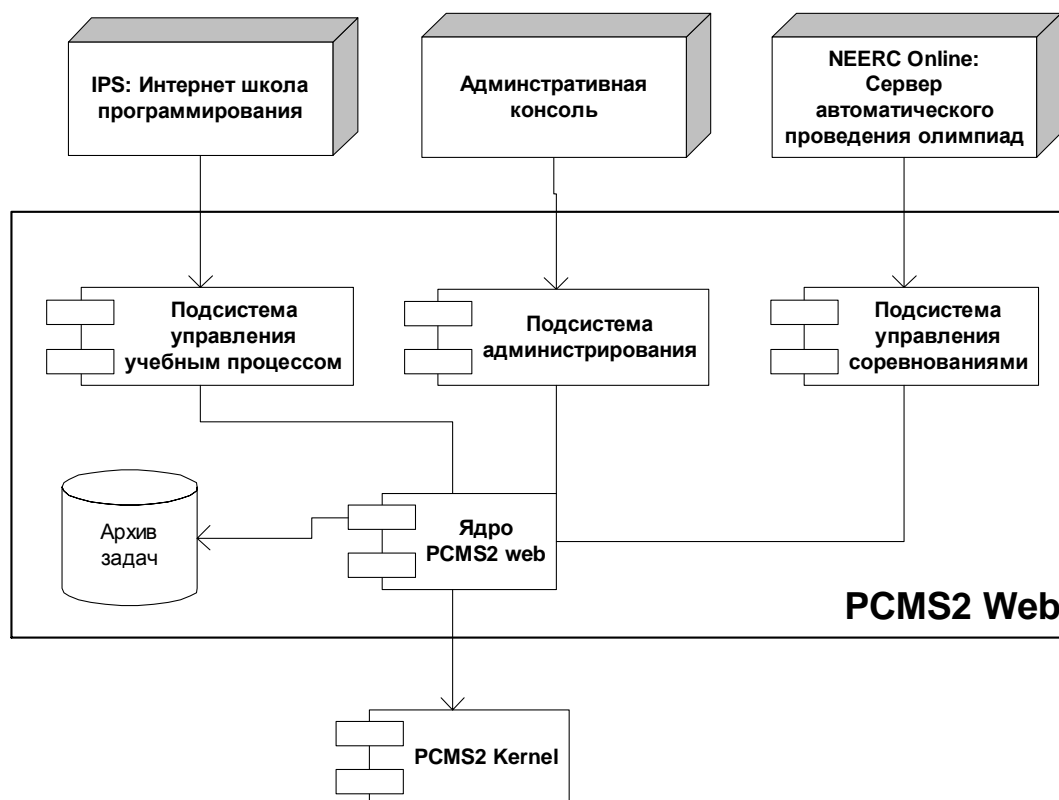 IPS: Интернет школа
программирования
Админстративная
консоль
NEERC Online:
Сервер
автоматического
проведения олимпиад
Подсистема
управления
учебным процессом
Подсистема
администрирования
Подсистема
управления
соревнованиями
Архив
задач
Ядро
PCMS2 web
PCMS2 Web
PCMS2 Kernel